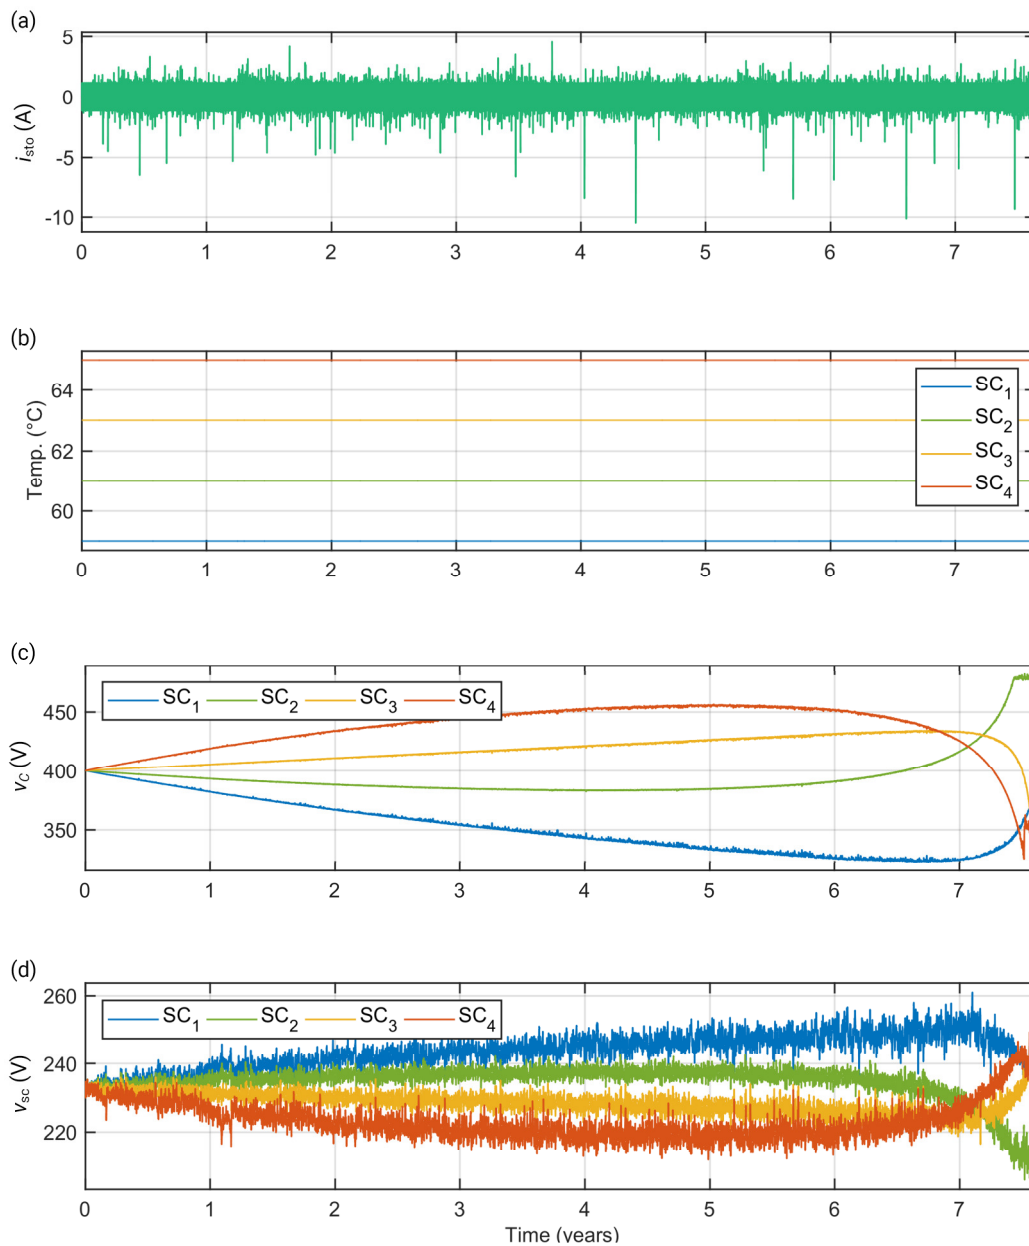 (a)
5
0
-5
-10
i_sto (A)
0 1 2 3 4 5 6 7
(b)
64
62
60
Temp. (°C)
SC1
SC2
SC3
SC4
0 1 2 3 4 5 6 7
(c)
SC1 SC2 SC3 SC4
450
400
350
vC (V)
0 1 2 3 4 5 6 7
(d)
260
SC1 SC2 SC3 SC4
240
220
vsc (V)
0 1 2 3 4 5 6 7
Time (years)